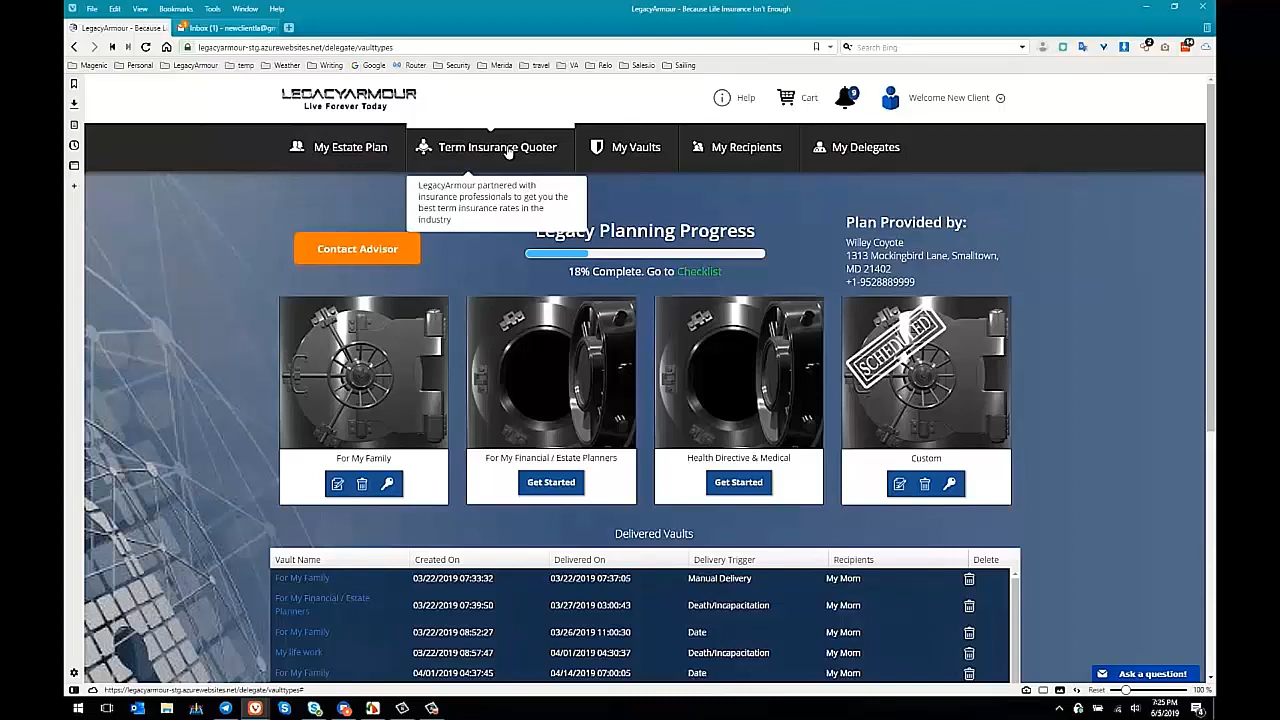 File Edit View Bookmarks Tools Window Help
LegacyArmour - Because Life Insurance Isn't Enough
LegacyArmour - Because L
Inbox (1) - newclientla@gm
legacyarmour-stg.azurewebsites.net/delegate/vaulttypes
Search Bing
Magenic Personal LegacyArmour temp Weather Writing Google Router Security Merida travel VA Relo Sales.io Sailing
LEGACYARMOUR
Live Forever Today
Help
Cart
9
Welcome New Client
My Estate Plan
Term Insurance Quoter
My Vaults
My Recipients
My Delegates
LegacyArmour partnered with
insurance professionals to get you the
best term insurance rates in the
industry
Contact Advisor
Legacy Planning Progress
18% Complete. Go to Checklist
Plan Provided by:
Willey Coyote
1313 Mockingbird Lane, Smalltown,
MD 21402
+1-9528889999
SCHEDULED
For My Family
For My Financial / Estate Planners
Get Started
Health Directive & Medical
Get Started
Custom
Delivered Vaults
Vault Name Created On Delivered On Delivery Trigger Recipients Delete
For My Family 03/22/2019 07:33:32 03/22/2019 07:37:05 Manual Delivery My Mom
For My Financial / Estate
Planners 03/22/2019 07:39:50 03/27/2019 03:00:43 Death/Incapacitation My Mom
For My Family 03/22/2019 08:52:27 03/26/2019 11:00:30 Date My Mom
My life work 03/22/2019 08:57:47 04/01/2019 04:30:37 Death/Incapacitation My Mom
For My Family 04/01/2019 04:37:45 04/14/2019 07:00:05 Date My Mom
Ask a question!
https://legacyarmour-stg.azurewebsites.net/delegate/vaulttypes#
Reset
100 %
7:25 PM
6/5/2019